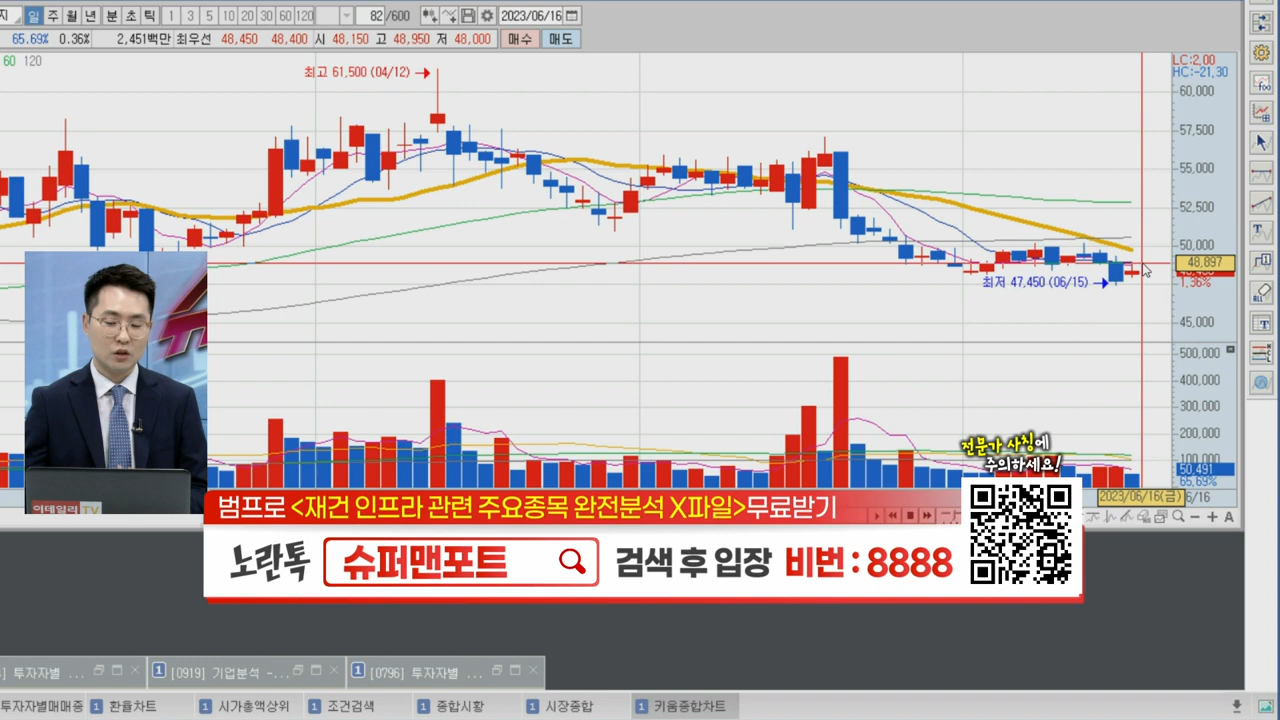 지 일 주 월 년 분 초 틱 1 3 5 10 20 30 60 120 82 /600 2023/06/16
65.69% 0.36% 2,451백만 최우선 48,450 48,400 시 48,150 고 48,950 저 48,000 매수 매도
60 120
LC:2,00
HC:-21,30
최고 61,500 (04/12)
60,000
57,500
55,000
52,500
50,000
48,897
1.36%
최저 47,450 (06/15)
45,000
500,000
400,000
300,000
200,000
100,000
50,491
65,69%
전문가 사칭에
주의하세요!
이데일리TV
2023/06/16(금) 6/16
범프로 <재건 인프라 관련 주요종목 완전분석 X파일>무료받기
노란톡 슈퍼맨포트 검색 후 입장 비번 : 8888
] 투자자별 ... 1 [0919] 기업분석 -... 1 [0796] 투자자별 ...
투자자별매매종 1 환율차트 1 시가총액상위 1 조건검색 1 종합시황 1 시장종합 1 키움종합차트